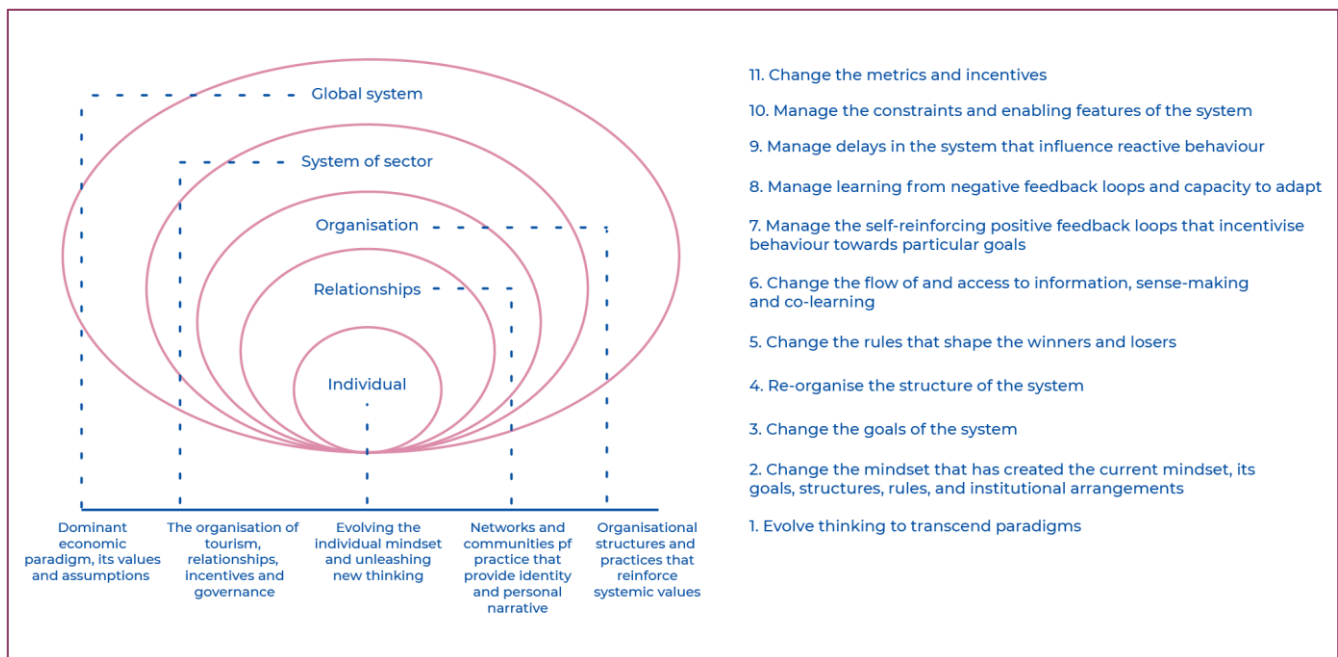 Global system
System of sector
Organisation
Relationships
Individual
Dominant
economic
paradigm, its values
and assumptions
The organisation of
tourism,
relationships,
incentives and
governance
Evolving the
individual mindset
and unleashing
new thinking
Networks and
communities pf
practice that
provide identity
and personal
narrative
Organisational
structures and
practices that
reinforce
systemic values
11. Change the metrics and incentives
10. Manage the constraints and enabling features of the system
9. Manage delays in the system that influence reactive behaviour
8. Manage learning from negative feedback loops and capacity to adapt
7. Manage the self-reinforcing positive feedback loops that incentivise
behaviour towards particular goals
6. Change the flow of and access to information, sense-making
and co-learning
5. Change the rules that shape the winners and losers
4. Re-organise the structure of the system
3. Change the goals of the system
2. Change the mindset that has created the current mindset, its
goals, structures, rules, and institutional arrangements
1. Evolve thinking to transcend paradigms